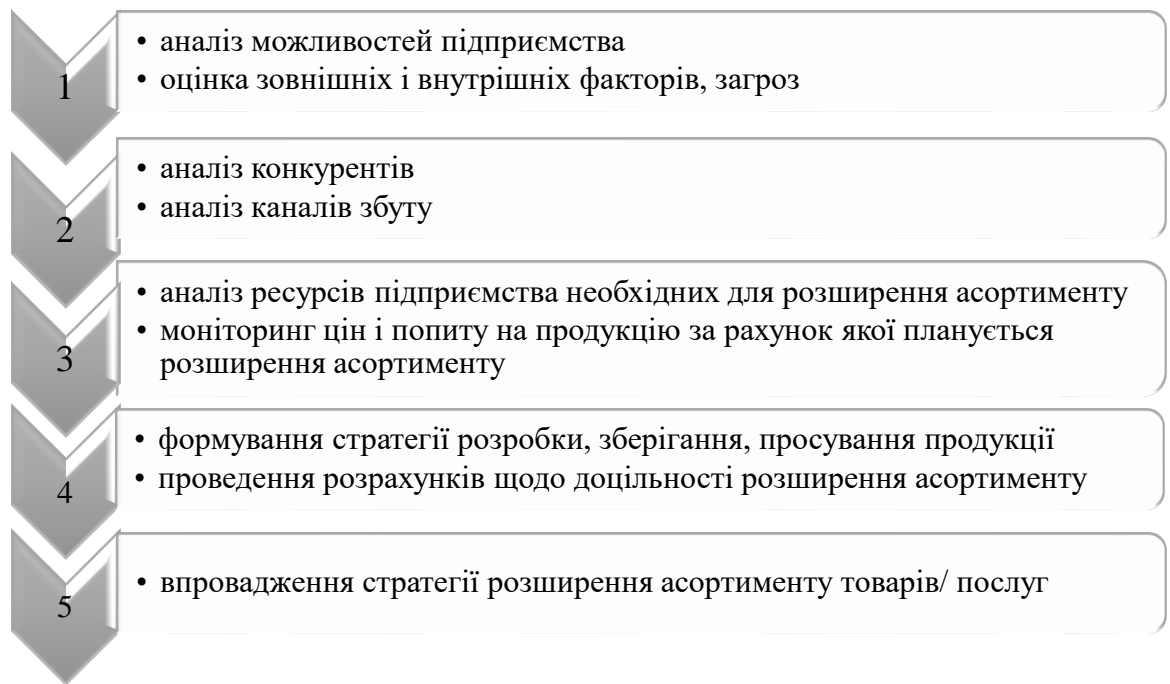 1
• аналіз можливостей підприємства
• оцінка зовнішніх і внутрішніх факторів, загроз
2
• аналіз конкурентів
• аналіз каналів збуту
3
• аналіз ресурсів підприємства необхідних для розширення асортименту
• моніторинг цін і попиту на продукцію за рахунок якої планується
розширення асортименту
4
• формування стратегії розробки, зберігання, просування продукції
• проведення розрахунків щодо доцільності розширення асортименту
5
• впровадження стратегії розширення асортименту товарів/ послуг